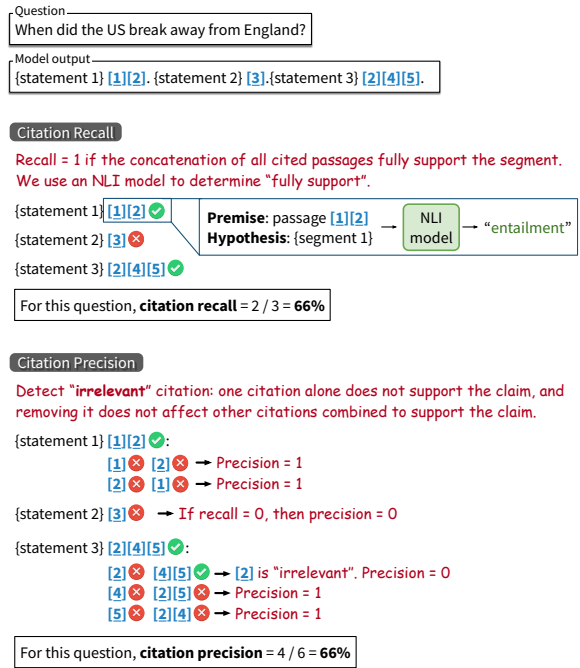 Question
When did the US break away from England?
Model output
{statement 1} [1][2]. {statement 2} [3].{statement 3} [2][4][5].
Citation Recall
Recall = 1 if the concatenation of all cited passages fully support the segment.
We use an NLI model to determine “fully support”.
{statement 1} [1][2]
Premise: passage [1][2]
Hypothesis: {segment 1}
NLI
model
“entailment”
{statement 2} [3]
{statement 3} [2][4][5]
For this question, citation recall = 2 / 3 = 66%
Citation Precision
Detect “irrelevant” citation: one citation alone does not support the claim, and
removing it does not affect other citations combined to support the claim.
{statement 1} [1][2] :
[1] [2] → Precision = 1
[2] [1] → Precision = 1
{statement 2} [3] → If recall = 0, then precision = 0
{statement 3} [2][4][5] :
[2] [4][5] → [2] is “irrelevant”. Precision = 0
[4] [2][5] → Precision = 1
[5] [2][4] → Precision = 1
For this question, citation precision = 4 / 6 = 66%